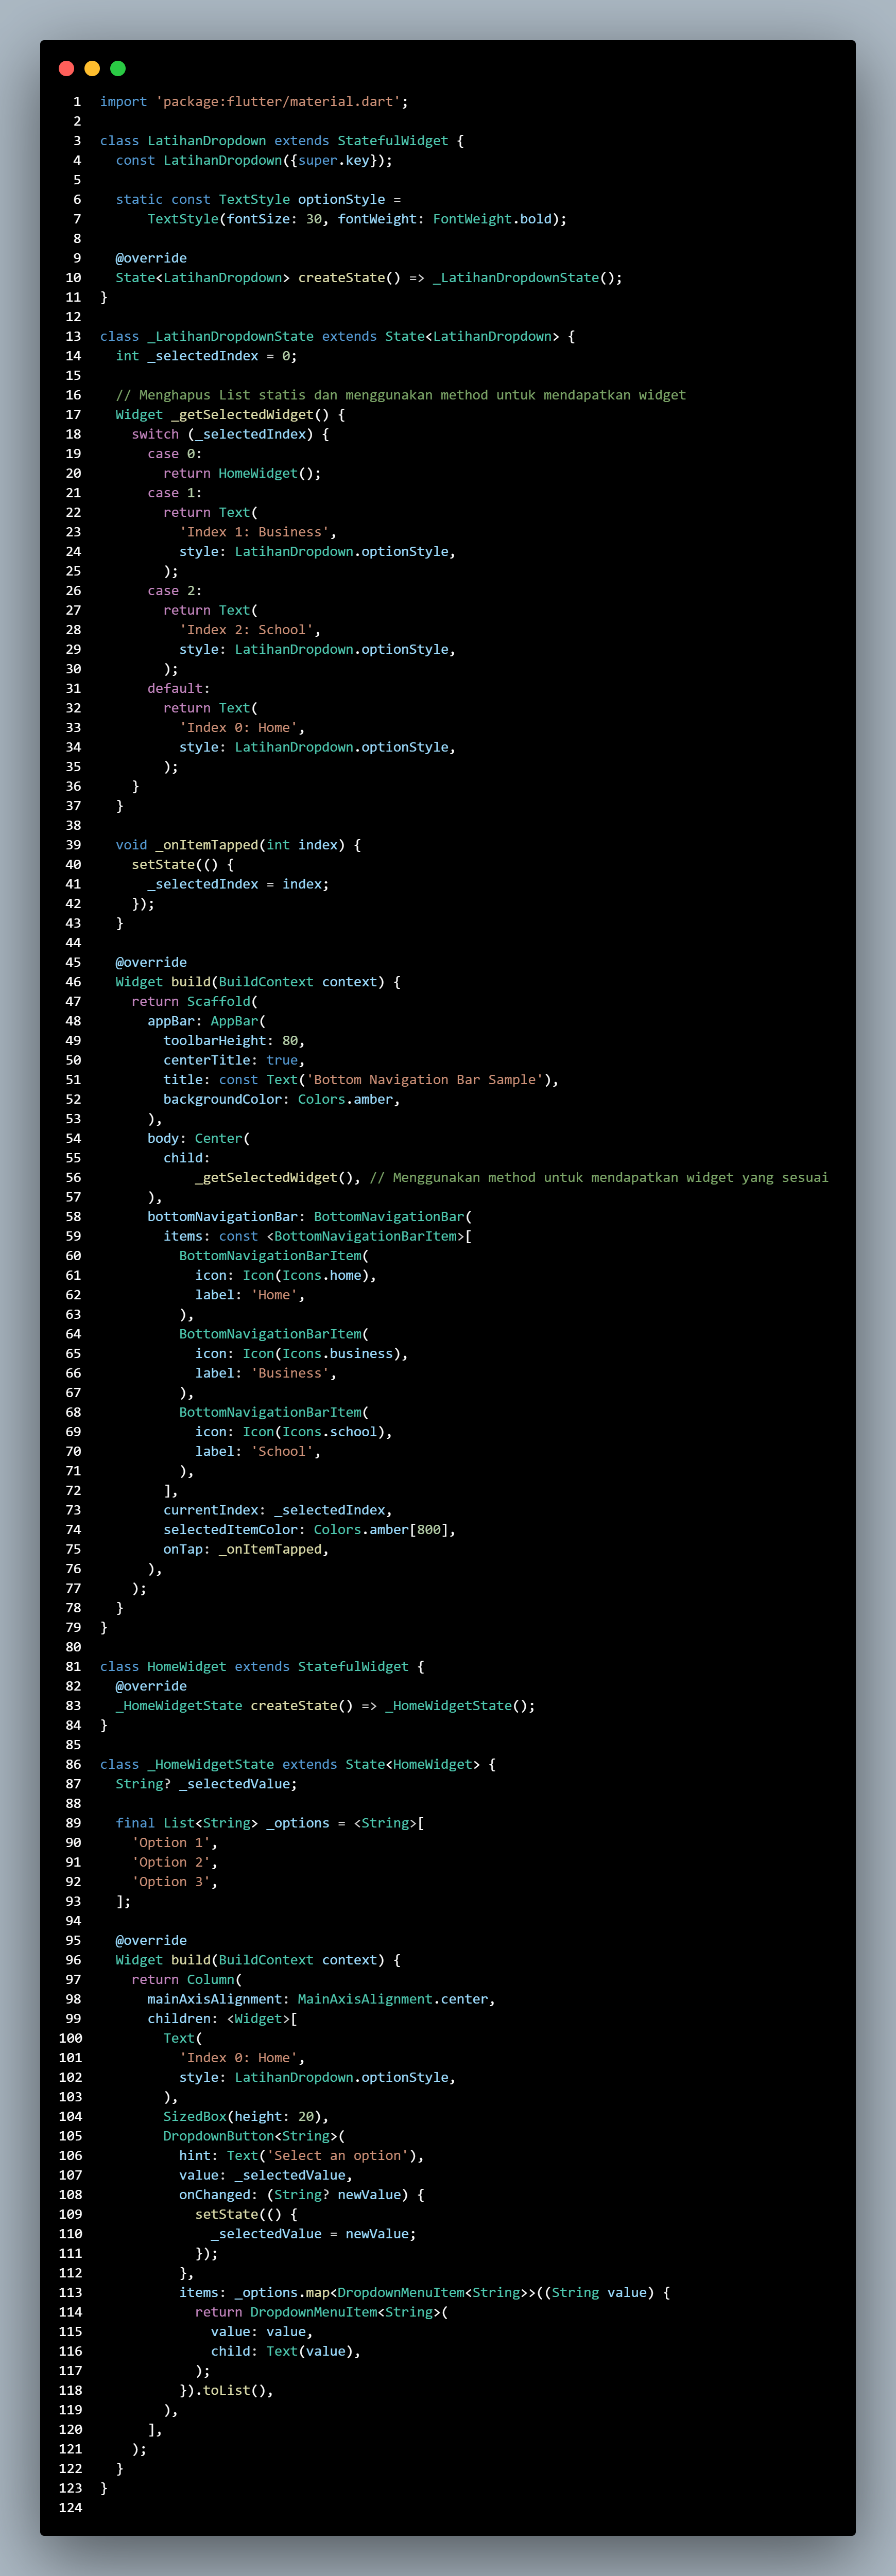 1 import 'package:flutter/material.dart';
2
3 class LatihanDropdown extends StatefulWidget {
4   const LatihanDropdown({super.key});
5
6   static const TextStyle optionStyle =
7       TextStyle(fontSize: 30, fontWeight: FontWeight.bold);
8
9   @override
10   State<LatihanDropdown> createState() => _LatihanDropdownState();
11 }
12
13 class _LatihanDropdownState extends State<LatihanDropdown> {
14   int _selectedIndex = 0;
15
16   // Menghapus List statis dan menggunakan method untuk mendapatkan widget
17   Widget _getSelectedWidget() {
18     switch (_selectedIndex) {
19       case 0:
20         return HomeWidget();
21       case 1:
22         return Text(
23           'Index 1: Business',
24           style: LatihanDropdown.optionStyle,
25         );
26       case 2:
27         return Text(
28           'Index 2: School',
29           style: LatihanDropdown.optionStyle,
30         );
31       default:
32         return Text(
33           'Index 0: Home',
34           style: LatihanDropdown.optionStyle,
35         );
36     }
37   }
38
39   void _onItemTapped(int index) {
40     setState(() {
41       _selectedIndex = index;
42     });
43   }
44
45   @override
46   Widget build(BuildContext context) {
47     return Scaffold(
48       appBar: AppBar(
49         toolbarHeight: 80,
50         centerTitle: true,
51         title: const Text('Bottom Navigation Bar Sample'),
52         backgroundColor: Colors.amber,
53       ),
54       body: Center(
55         child:
56             _getSelectedWidget(), // Menggunakan method untuk mendapatkan widget yang sesuai
57       ),
58       bottomNavigationBar: BottomNavigationBar(
59         items: const <BottomNavigationBarItem>[
60           BottomNavigationBarItem(
61             icon: Icon(Icons.home),
62             label: 'Home',
63           ),
64           BottomNavigationBarItem(
65             icon: Icon(Icons.business),
66             label: 'Business',
67           ),
68           BottomNavigationBarItem(
69             icon: Icon(Icons.school),
70             label: 'School',
71           ),
72         ],
73         currentIndex: _selectedIndex,
74         selectedItemColor: Colors.amber[800],
75         onTap: _onItemTapped,
76       ),
77     );
78   }
79 }
80
81 class HomeWidget extends StatefulWidget {
82   @override
83   _HomeWidgetState createState() => _HomeWidgetState();
84 }
85
86 class _HomeWidgetState extends State<HomeWidget> {
87   String? _selectedValue;
88
89   final List<String> _options = <String>[
90     'Option 1',
91     'Option 2',
92     'Option 3',
93   ];
94
95   @override
96   Widget build(BuildContext context) {
97     return Column(
98       mainAxisAlignment: MainAxisAlignment.center,
99       children: <Widget>[
100         Text(
101           'Index 0: Home',
102           style: LatihanDropdown.optionStyle,
103         ),
104         SizedBox(height: 20),
105         DropdownButton<String>(
106           hint: Text('Select an option'),
107           value: _selectedValue,
108           onChanged: (String? newValue) {
109             setState(() {
110               _selectedValue = newValue;
111             });
112           },
113           items: _options.map<DropdownMenuItem<String>>((String value) {
114             return DropdownMenuItem<String>(
115               value: value,
116               child: Text(value),
117             );
118           }).toList(),
119         ),
120       ],
121     );
122   }
123 }
124